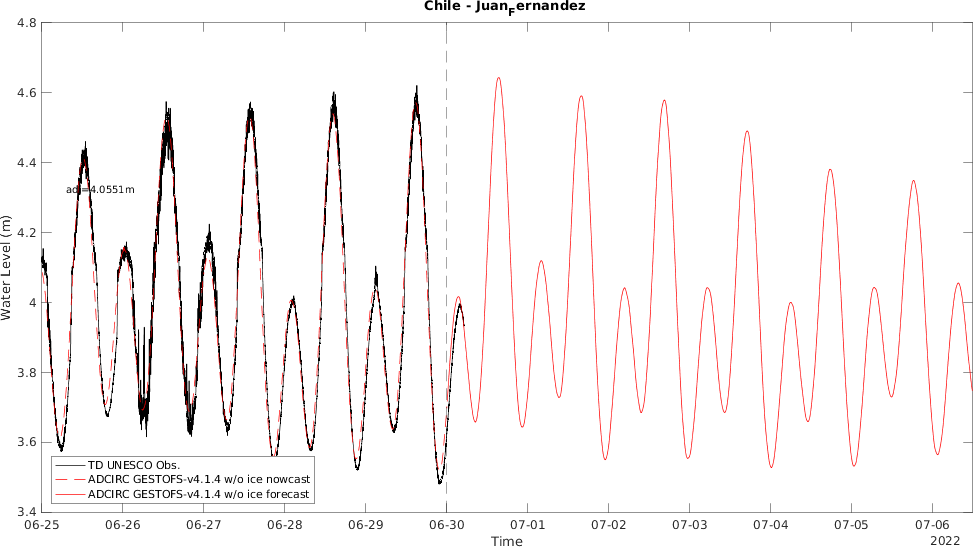 Chile - JuanFernandez
4.8
4.6
4.4
4.2
4
3.8
3.6
3.4
Water Level (m)
adj=4.0551m
TD UNESCO Obs.
ADCIRC GESTOFS-v4.1.4 w/o ice nowcast
ADCIRC GESTOFS-v4.1.4 w/o ice forecast
06-25 06-26 06-27 06-28 06-29 06-30 07-01 07-02 07-03 07-04 07-05 07-06
Time
2022